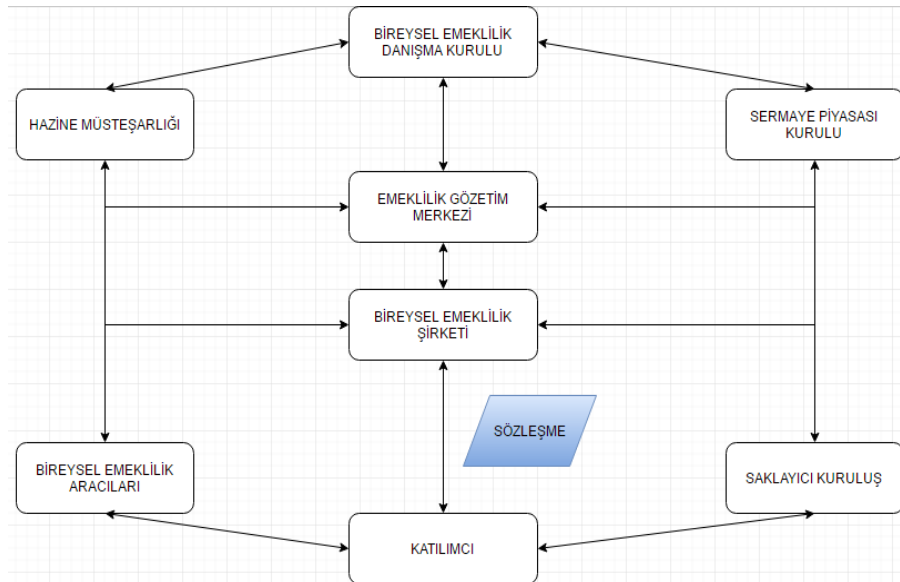 BİREYSEL EMEKLİLİK
DANIŞMA KURULU
HAZİNE MÜSTEŞARLIĞI
SERMAYE PİYASASI
KURULU
EMEKLİLİK GÖZETİM
MERKEZİ
BİREYSEL EMEKLİLİK
ŞİRKETİ
SÖZLEŞME
BİREYSEL EMEKLİLİK
ARACILARI
SAKLAYICI KURULUŞ
KATILIMCI